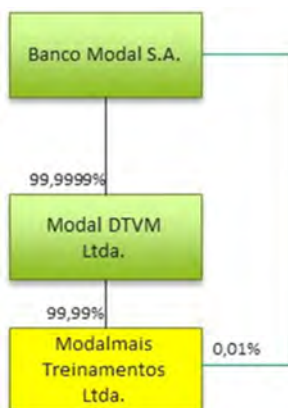 Banco Modal S.A.
99,9999%
Modal DTVM
Ltda.
99,99%
Modalmais
Treinamentos
Ltda.
0,01%